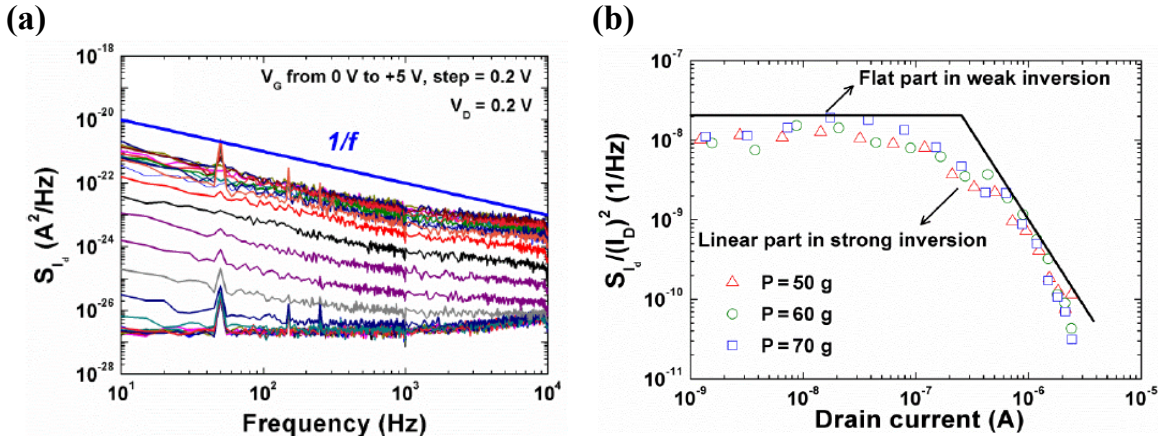 (a)
10^-18
10^-20
10^-22
10^-24
10^-26
10^-28
S_I_d (A^2/Hz)
V_G from 0 V to +5 V, step = 0.2 V
V_D = 0.2 V
1/f
10^1
10^2
10^3
10^4
Frequency (Hz)
(b)
10^-7
10^-8
10^-9
10^-10
10^-11
S_I_d/(I_D)^2 (1/Hz)
Flat part in weak inversion
Linear part in strong inversion
P = 50 g
P = 60 g
P = 70 g
10^-9
10^-8
10^-7
10^-6
10^-5
Drain current (A)